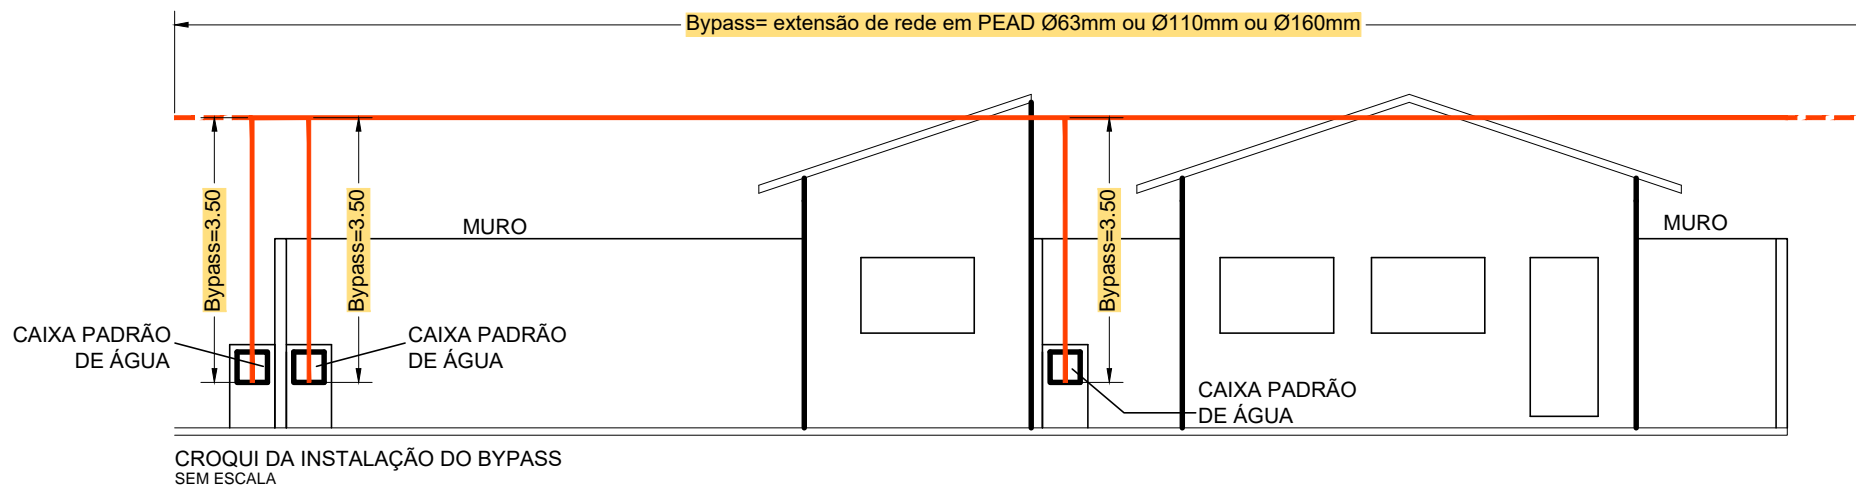 Bypass= extensão de rede em PEAD Ø63mm ou Ø110mm ou Ø160mm
Bypass=3.50
Bypass=3.50
Bypass=3.50
MURO
MURO
CAIXA PADRÃO
DE ÁGUA
CAIXA PADRÃO
DE ÁGUA
CAIXA PADRÃO
DE ÁGUA
CROQUI DA INSTALAÇÃO DO BYPASS
SEM ESCALA